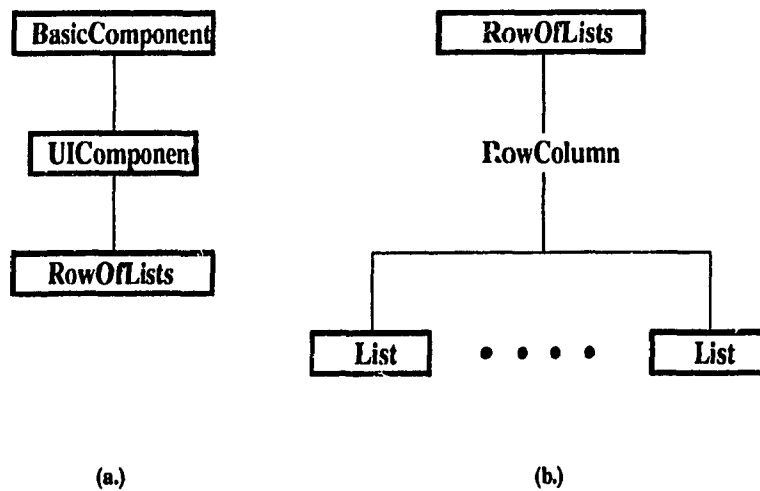 BasicComponent
UIComponent
RowOfLists
(a.)
RowOfLists
RowColumn
List
List
(b.)